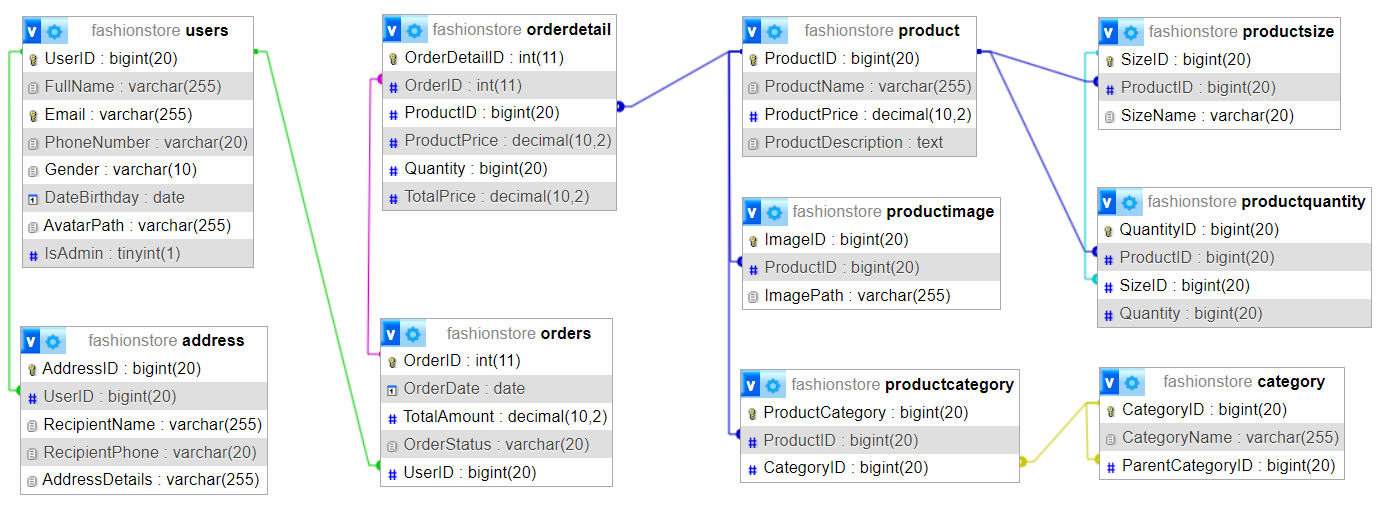 v fashionstore users
UserID : bigint(20)
FullName : varchar(255)
Email : varchar(255)
PhoneNumber : varchar(20)
Gender : varchar(10)
DateBirthday : date
AvatarPath : varchar(255)
# IsAdmin : tinyint(1)
v fashionstore address
AddressID : bigint(20)
# UserID : bigint(20)
RecipientName : varchar(255)
RecipientPhone : varchar(20)
AddressDetails : varchar(255)
v fashionstore orderdetail
OrderDetailID : int(11)
# OrderID : int(11)
# ProductID : bigint(20)
# ProductPrice : decimal(10,2)
# Quantity : bigint(20)
# TotalPrice : decimal(10,2)
v fashionstore orders
OrderID : int(11)
OrderDate : date
# TotalAmount : decimal(10,2)
OrderStatus : varchar(20)
# UserID : bigint(20)
v fashionstore product
ProductID : bigint(20)
ProductName : varchar(255)
# ProductPrice : decimal(10,2)
ProductDescription : text
v fashionstore productimage
ImageID : bigint(20)
# ProductID : bigint(20)
ImagePath : varchar(255)
v fashionstore productcategory
ProductCategory : bigint(20)
# ProductID : bigint(20)
# CategoryID : bigint(20)
v fashionstore productsize
SizeID : bigint(20)
# ProductID : bigint(20)
SizeName : varchar(20)
v fashionstore productquantity
QuantityID : bigint(20)
# ProductID : bigint(20)
# SizeID : bigint(20)
# Quantity : bigint(20)
v fashionstore category
CategoryID : bigint(20)
CategoryName : varchar(255)
# ParentCategoryID : bigint(20)